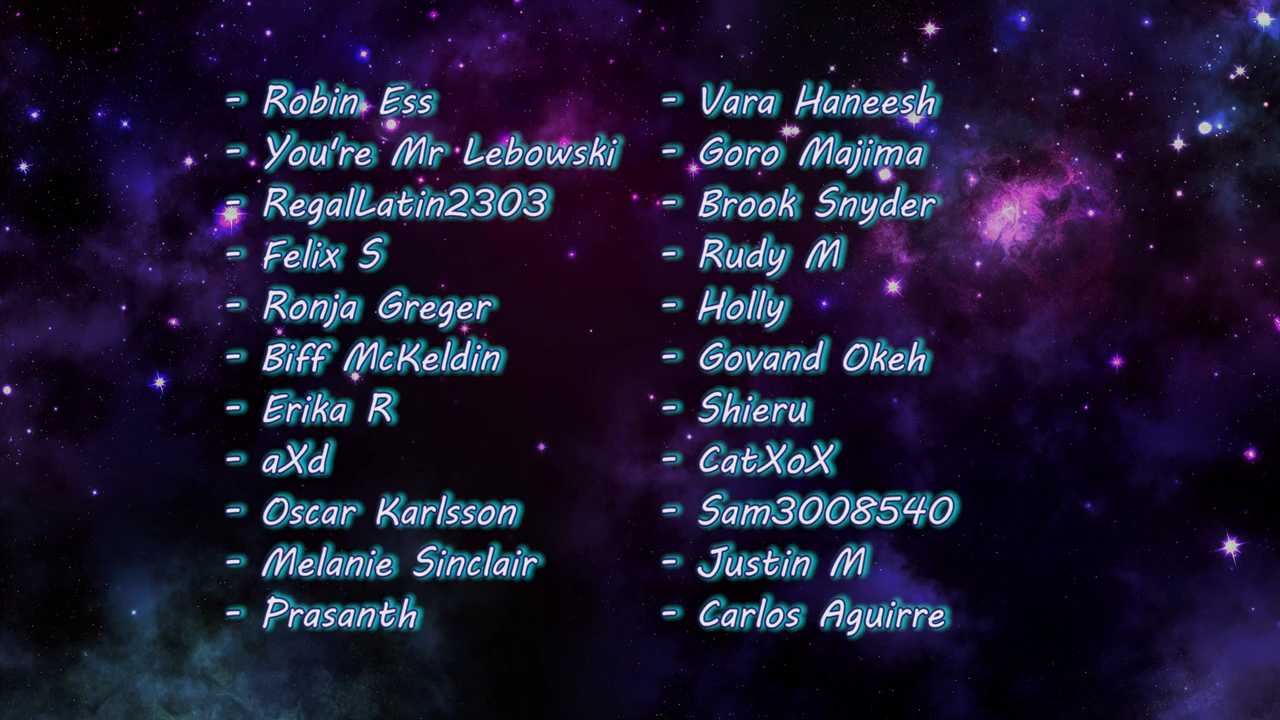 - Robin Ess
- You're Mr Lebowski
- RegalLatin2303
- Felix S
- Ronja Greger
- Biff McKeldin
- Erika R
- aXd
- Oscar Karlsson
- Melanie Sinclair
- Prasanth
- Vara Haneesh
- Goro Majima
- Brook Snyder
- Rudy M
- Holly
- Govand Okeh
- Shieru
- CatXoX
- Sam3008540
- Justin M
- Carlos Aguirre